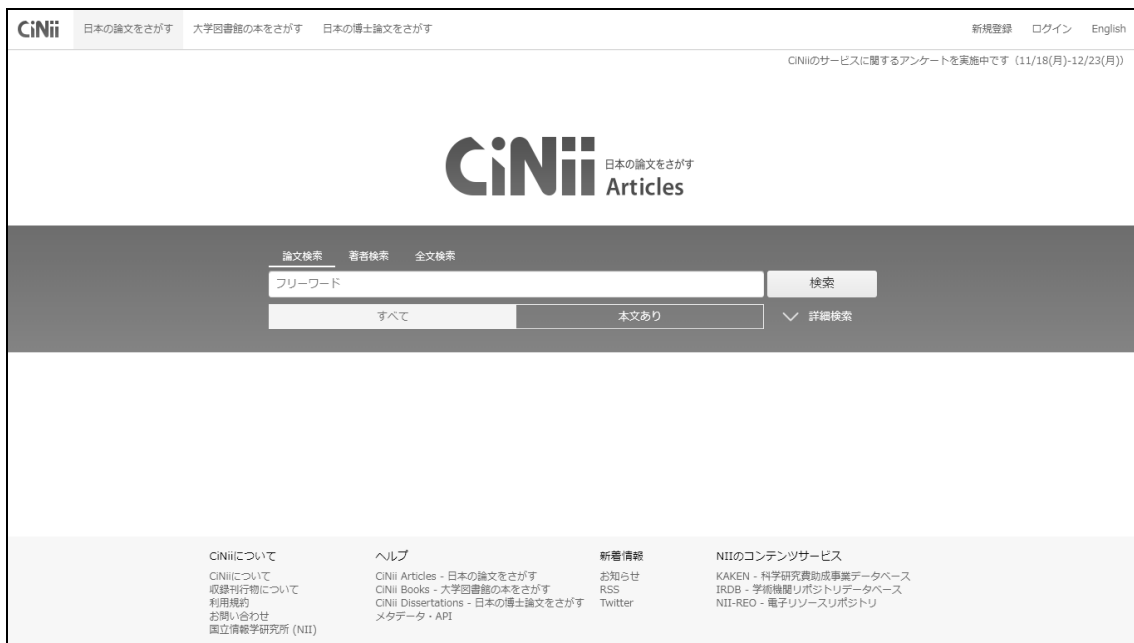 CiNii 日本の論文をさがす 大学図書館の本をさがす 日本の博士論文をさがす 新規登録 ログイン English
CiNiiのサービスに関するアンケートを実施中です（11/18(月)-12/23(月)）
CiNii 日本の論文をさがす
Articles
論文検索 著者検索 全文検索
フリーワード 検索
すべて 本文あり 詳細検索
CiNiiについて
CiNiiについて
収録刊行物について
利用規約
お問い合わせ
国立情報学研究所 (NII)
ヘルプ
CiNii Articles - 日本の論文をさがす
CiNii Books - 大学図書館の本をさがす
CiNii Dissertations - 日本の博士論文をさがす
メタデータ・API
新着情報
お知らせ
RSS
Twitter
NIIのコンテンツサービス
KAKEN - 科学研究費助成事業データベース
IRDB - 学術機関リポジトリデータベース
NII-REO - 電子リソースリポジトリ